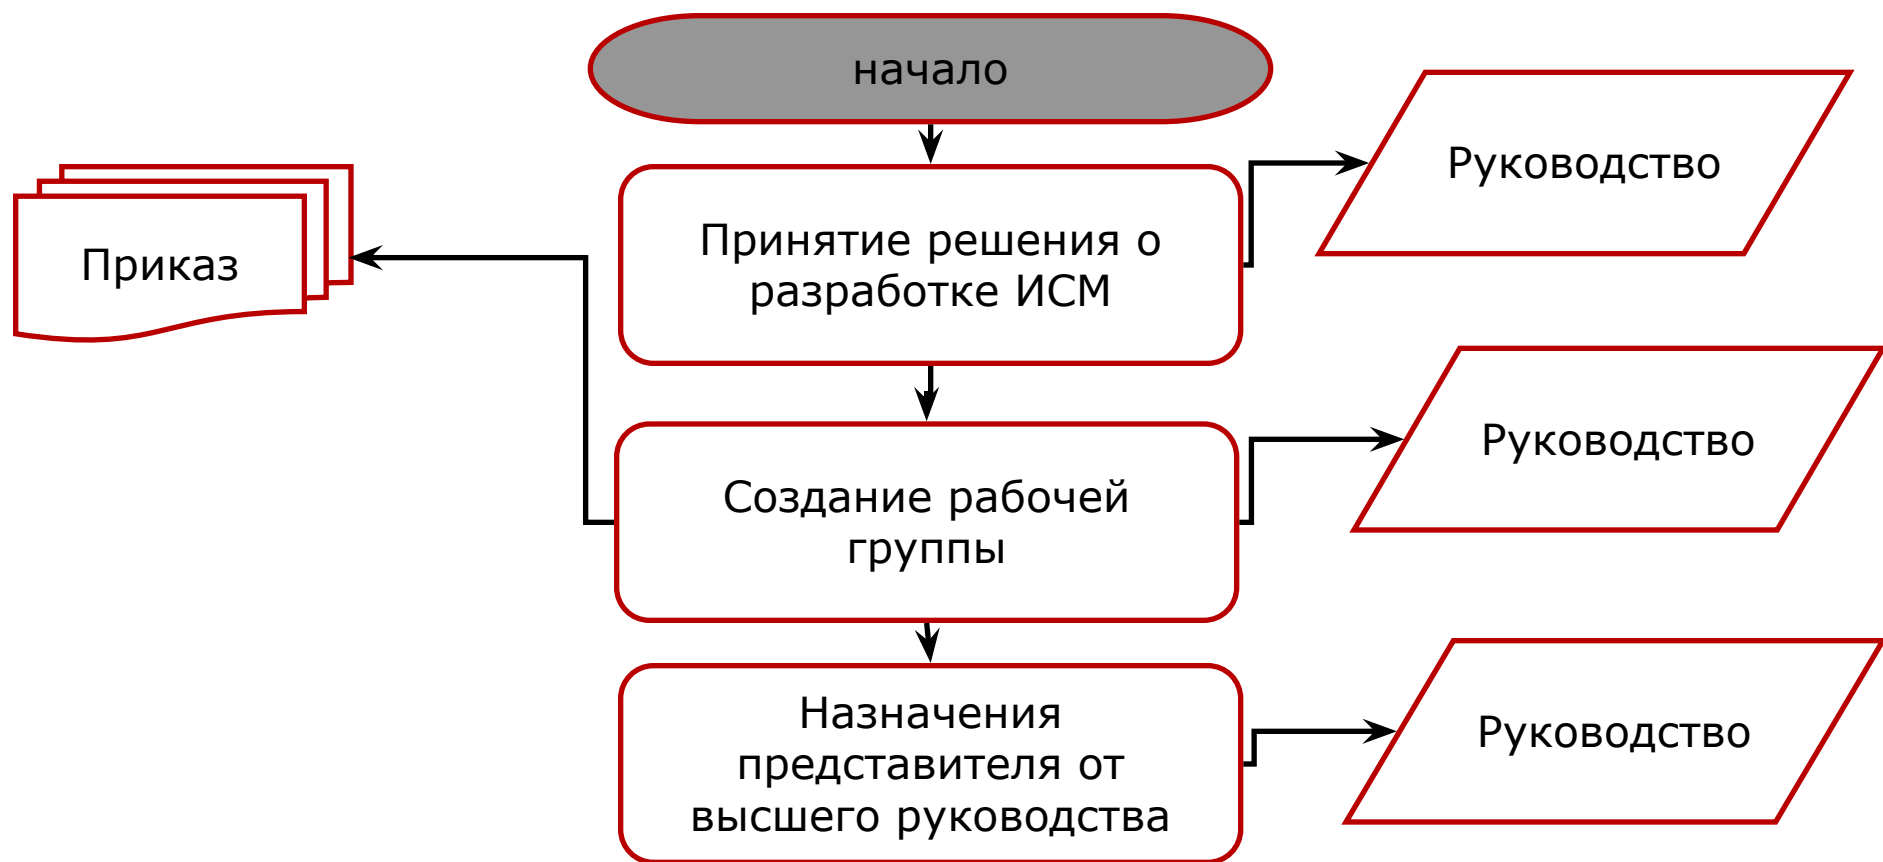 начало
Руководство
Приказ
Принятие решения о
разработке ИСМ
Руководство
Создание рабочей
группы
Руководство
Назначения
представителя от
высшего руководства